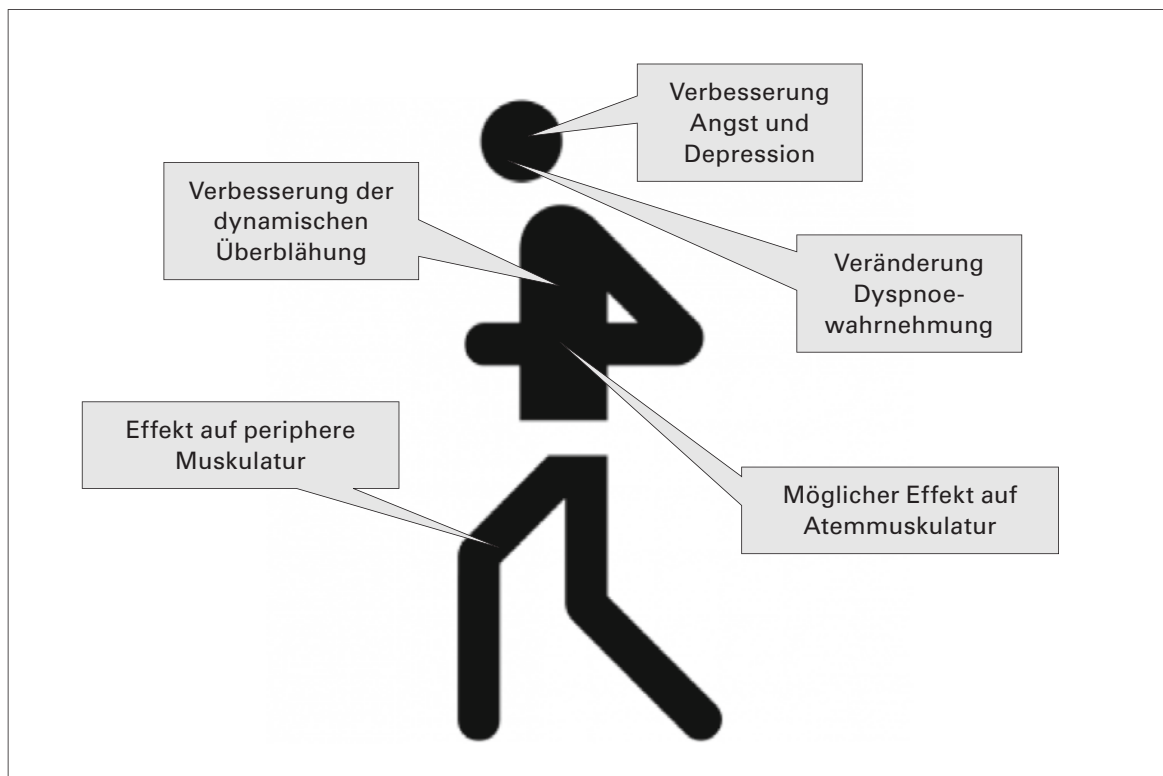 Verbesserung
Angst und
Depression
Verbesserung der
dynamischen
Überblähung
Veränderung
Dyspnoe-
wahrnehmung
Effekt auf periphere
Muskulatur
Möglicher Effekt auf
Atemmuskulatur